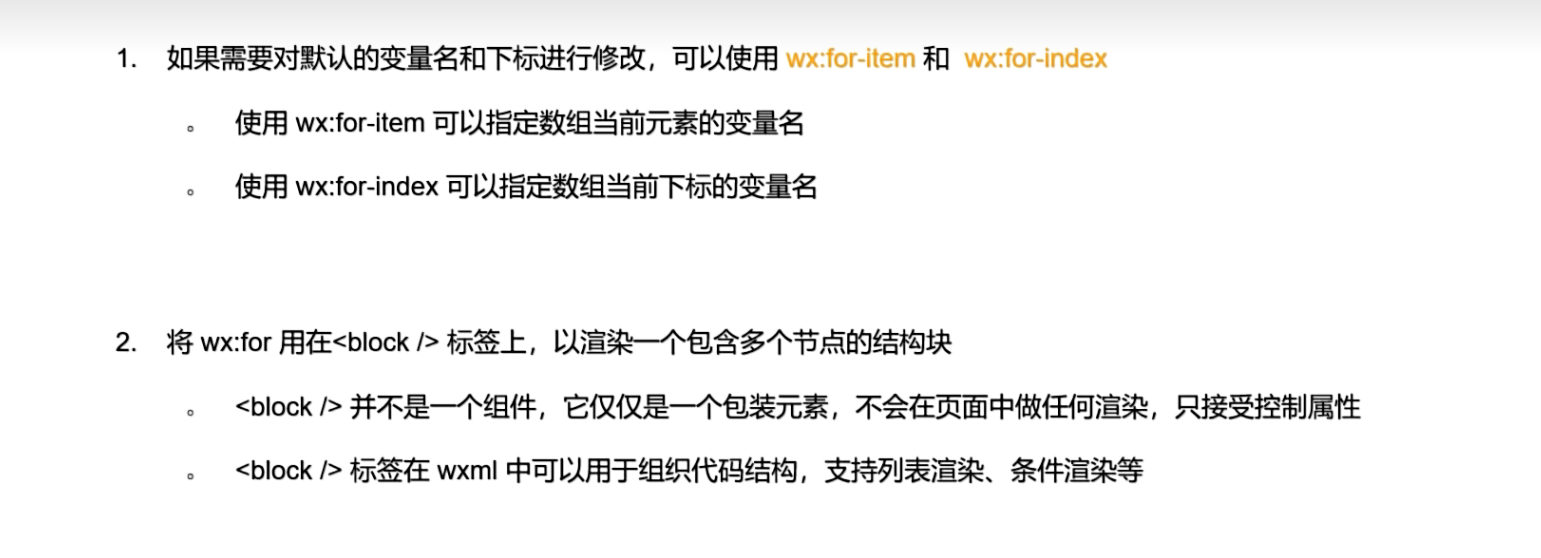 1. 如果需要对默认的变量名和下标进行修改，可以使用 wx:for-item 和 wx:for-index
。 使用 wx:for-item 可以指定数组当前元素的变量名
。 使用 wx:for-index 可以指定数组当前下标的变量名
2. 将 wx:for 用在<block /> 标签上，以渲染一个包含多个节点的结构块
。 <block /> 并不是一个组件，它仅仅是一个包装元素，不会在页面中做任何渲染，只接受控制属性
。 <block /> 标签在 wxml 中可以用于组织代码结构，支持列表渲染、条件渲染等